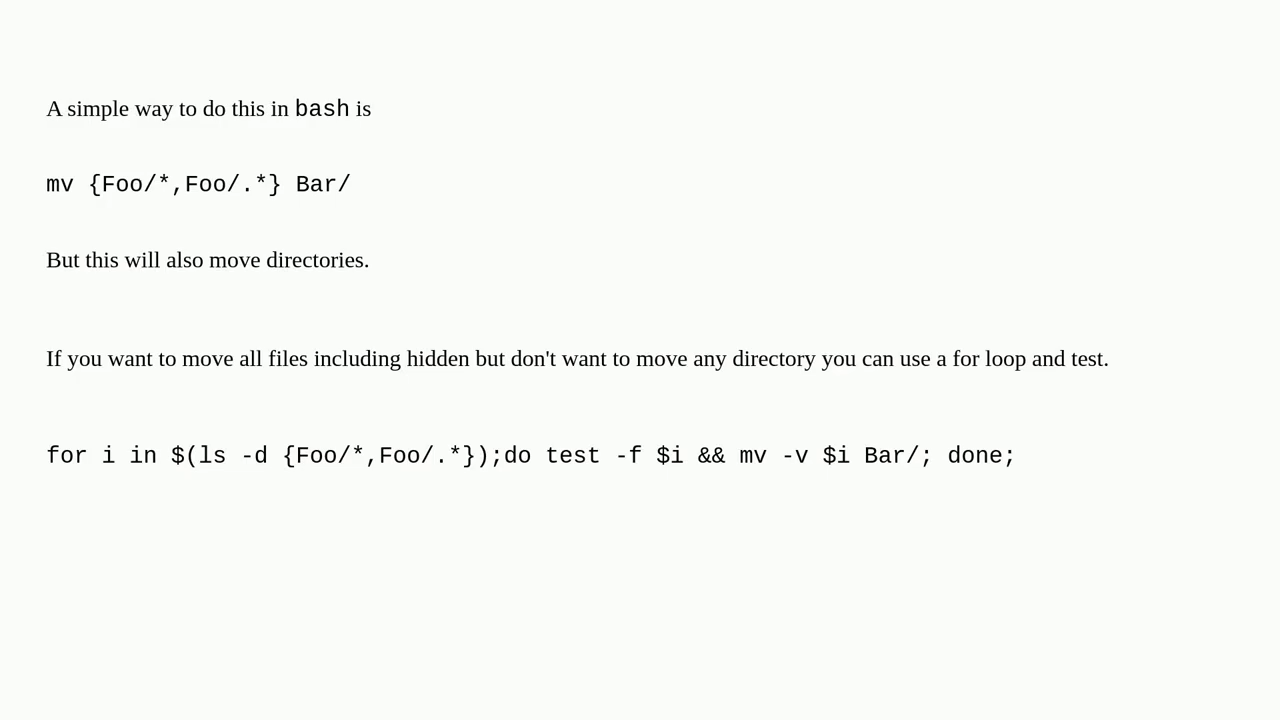 A simple way to do this in bash is
mv {Foo/*,Foo/.*} Bar/
But this will also move directories.
If you want to move all files including hidden but don't want to move any directory you can use a for loop and test.
for i in $(ls -d {Foo/*,Foo/.*});do test -f $i && mv -v $i Bar/; done;